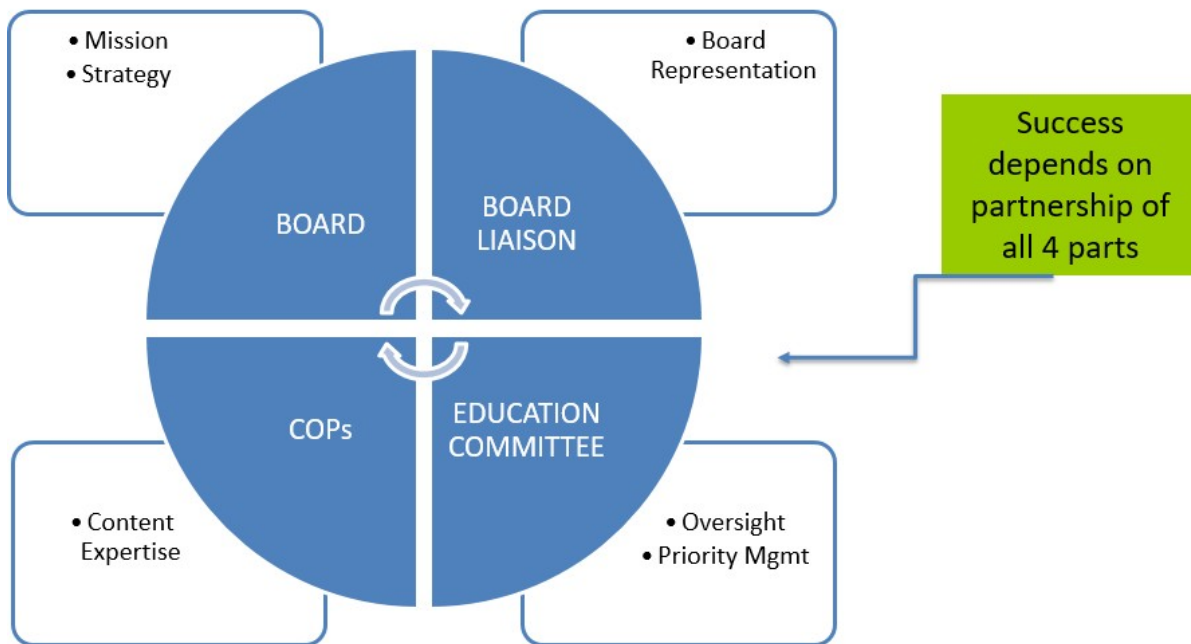 • Mission
• Strategy
• Board
Representation
BOARD
BOARD
LIAISON
Success
depends on
partnership of
all 4 parts
COPs
EDUCATION
COMMITTEE
• Content
Expertise
• Oversight
• Priority Mgmt